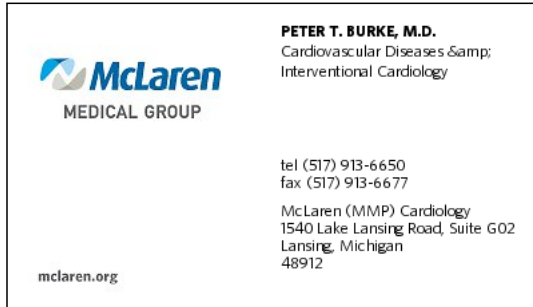 McLaren
MEDICAL GROUP
mclaren.org
PETER T. BURKE, M.D.
Cardiovascular Diseases &amp;
Interventional Cardiology
tel (517) 913-6650
fax (517) 913-6677
McLaren (MMP) Cardiology
1540 Lake Lansing Road, Suite G02
Lansing, Michigan
48912